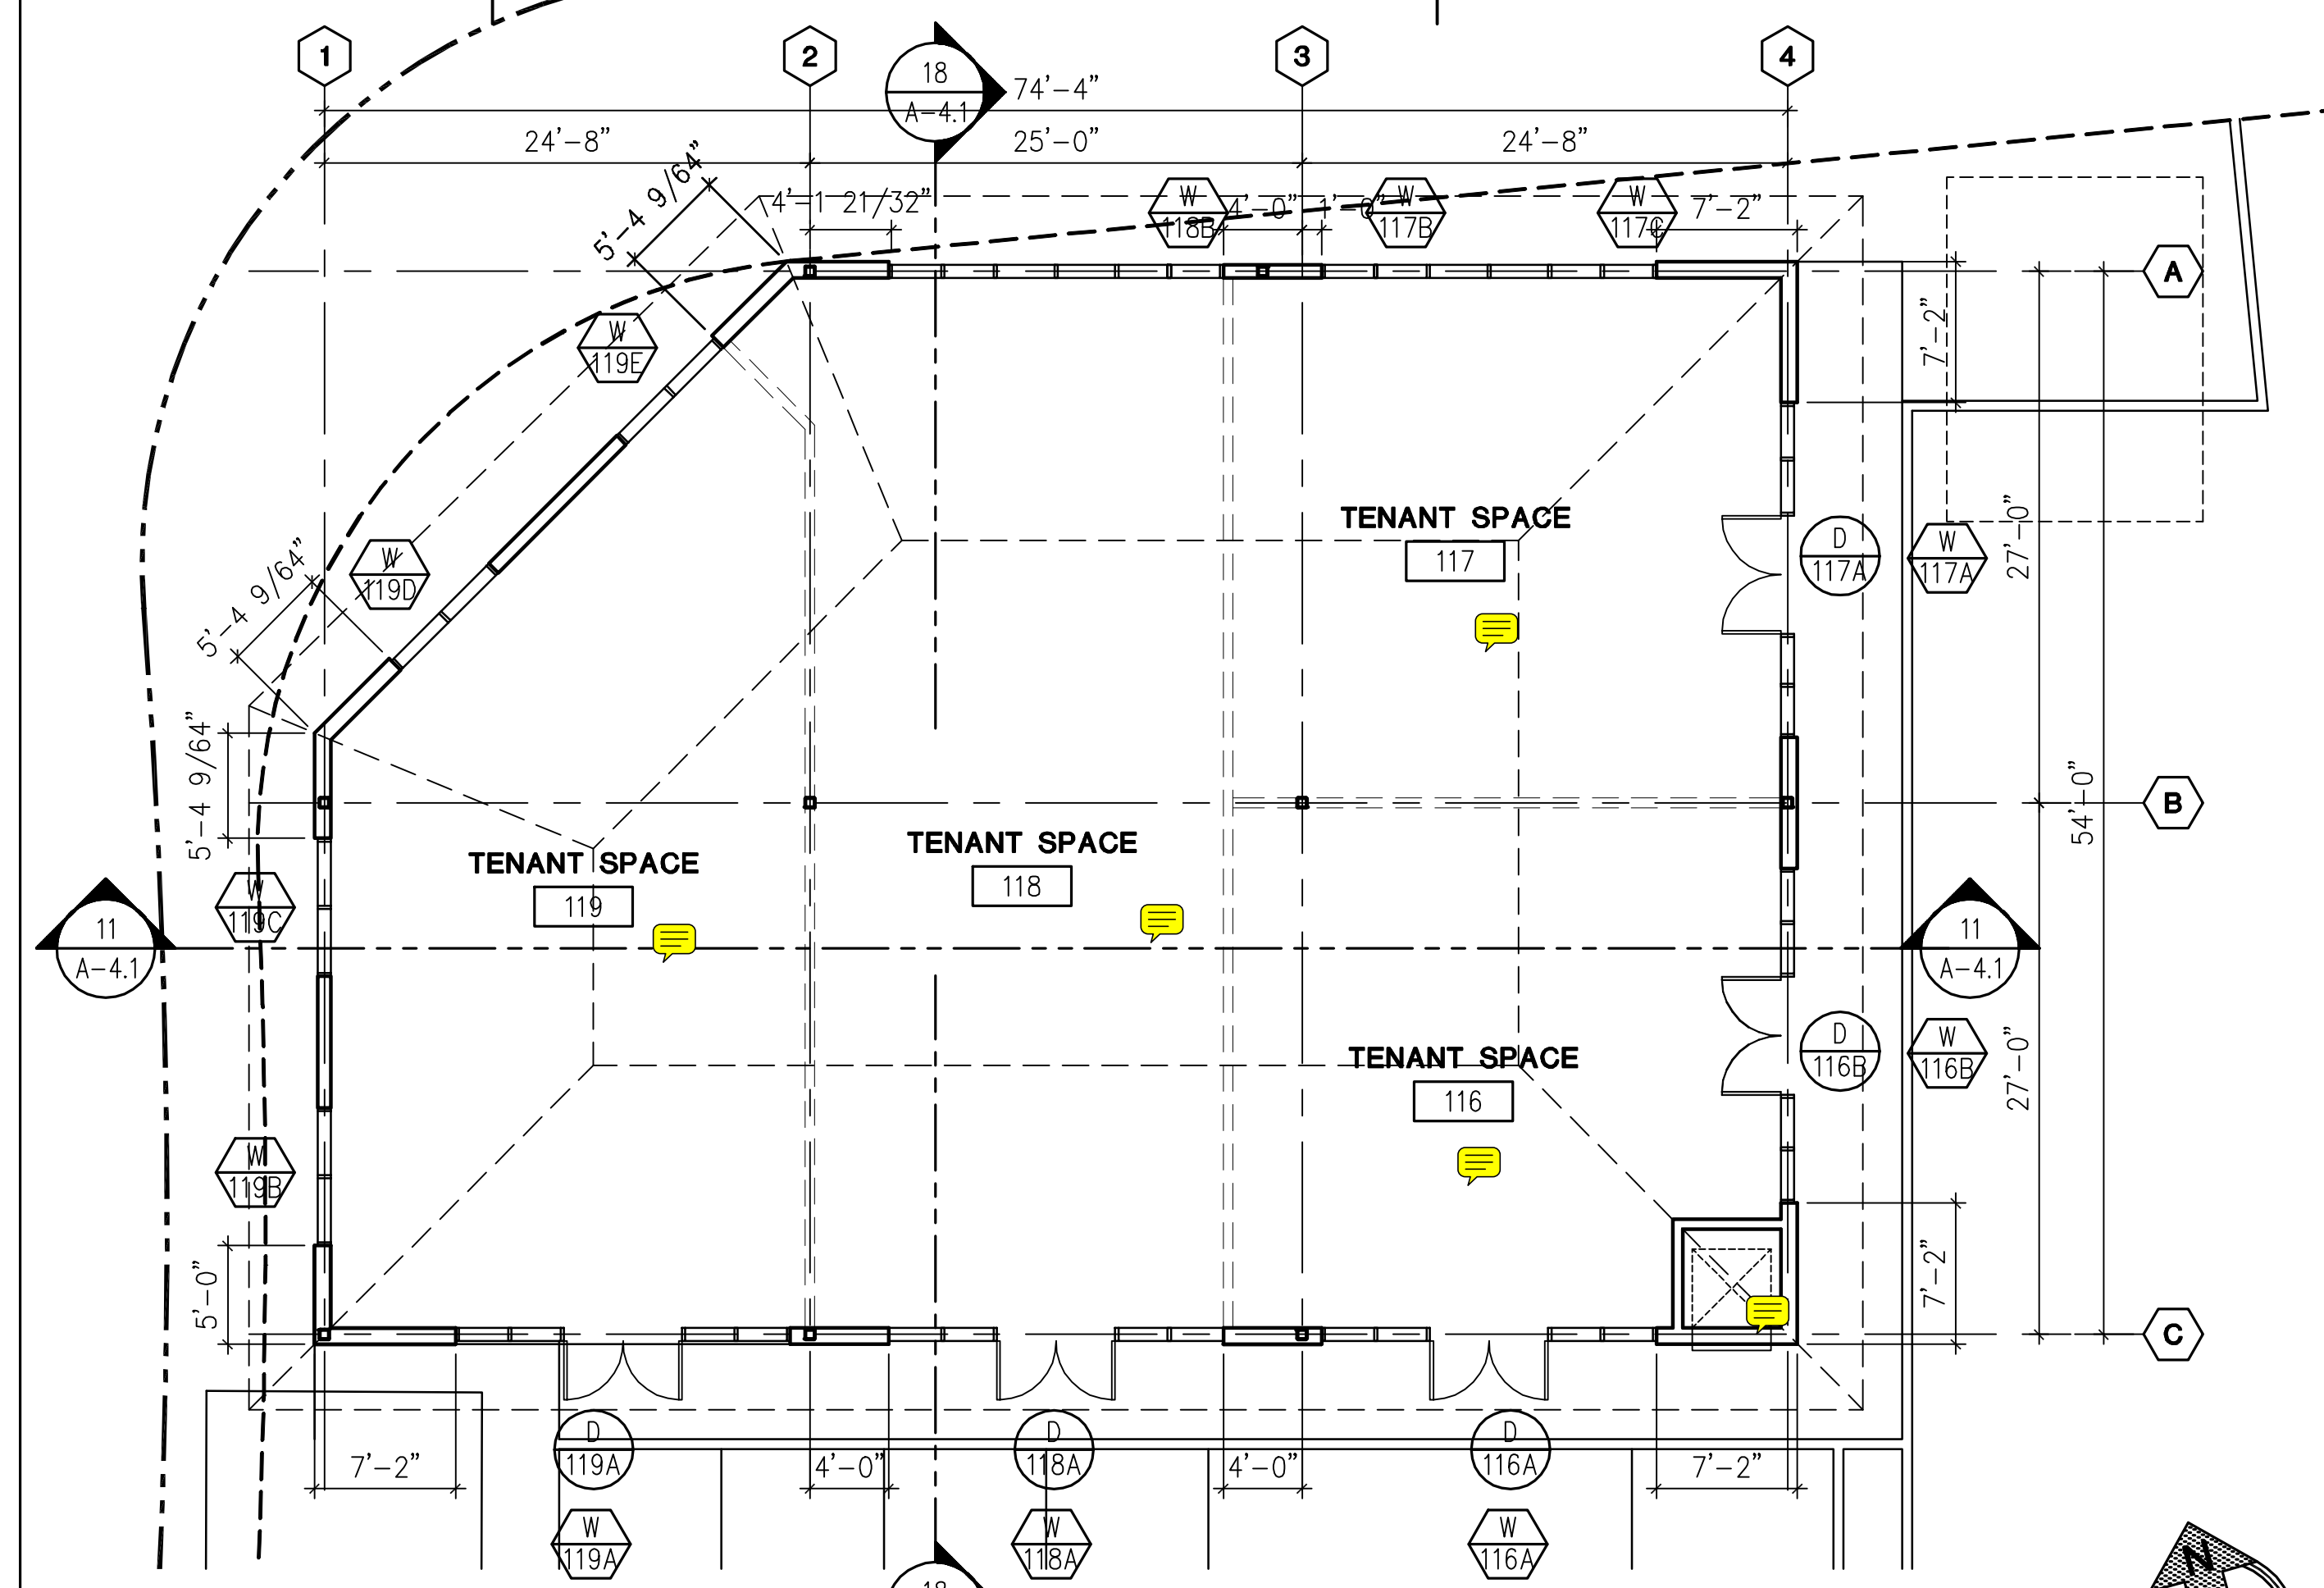 1
2
3
4
18
A-4.1
74'-4"
24'-8"
25'-0"
24'-8"
5'-4 9/64"
4'-1 21/32"
W
118B
4'-0"
1'-0"
W
117B
W
117C
7'-2"
A
7'-2"
W
119E
TENANT SPACE
117
D
117A
W
117A
27'-0"
W
119D
5'-4 9/64"
5'-4 9/64"
B
54'-0"
TENANT SPACE
118
TENANT SPACE
119
W
119C
11
A-4.1
11
A-4.1
TENANT SPACE
116
D
116B
W
116B
27'-0"
W
119B
5'-0"
7'-2"
C
7'-2"
D
119A
4'-0"
D
118A
4'-0"
D
116A
7'-2"
W
119A
W
118A
W
116A
18
N